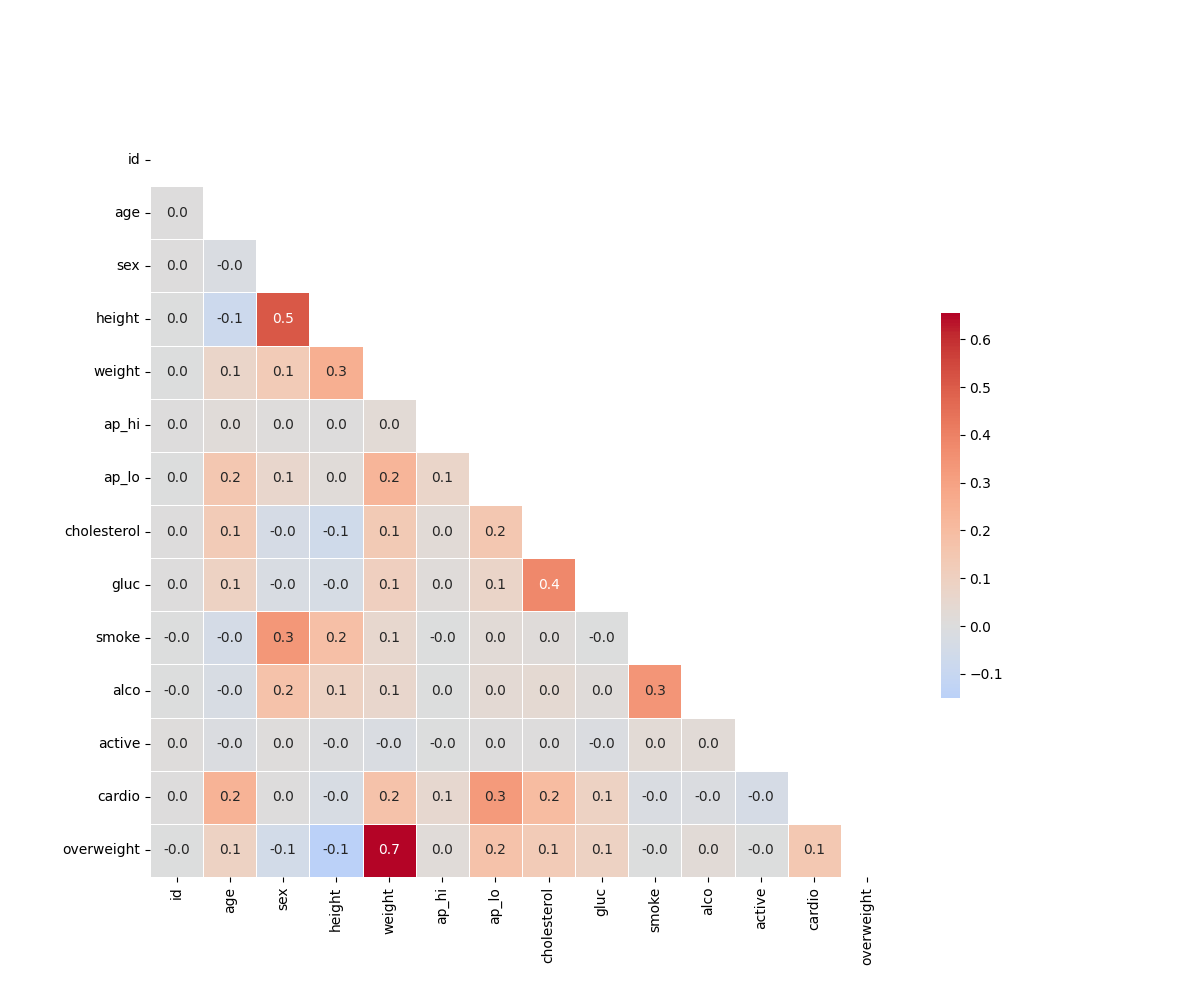 id
age 0.0
sex 0.0 -0.0
height 0.0 -0.1 0.5
weight 0.0 0.1 0.1 0.3
ap_hi 0.0 0.0 0.0 0.0 0.0
ap_lo 0.0 0.2 0.1 0.0 0.2 0.1
cholesterol 0.0 0.1 -0.0 -0.1 0.1 0.0 0.2
gluc 0.0 0.1 -0.0 -0.0 0.1 0.0 0.1 0.4
smoke -0.0 -0.0 0.3 0.2 0.1 -0.0 0.0 0.0 -0.0
alco -0.0 -0.0 0.2 0.1 0.1 0.0 0.0 0.0 0.0 0.3
active 0.0 -0.0 0.0 -0.0 -0.0 -0.0 0.0 0.0 -0.0 0.0 0.0
cardio 0.0 0.2 0.0 -0.0 0.2 0.1 0.3 0.2 0.1 -0.0 -0.0 -0.0
overweight -0.0 0.1 -0.1 -0.1 0.7 0.0 0.2 0.1 0.1 -0.0 0.0 -0.0 0.1
id age sex height weight ap_hi ap_lo cholesterol gluc smoke alco active cardio overweight
0.6
0.5
0.4
0.3
0.2
0.1
0.0
−0.1